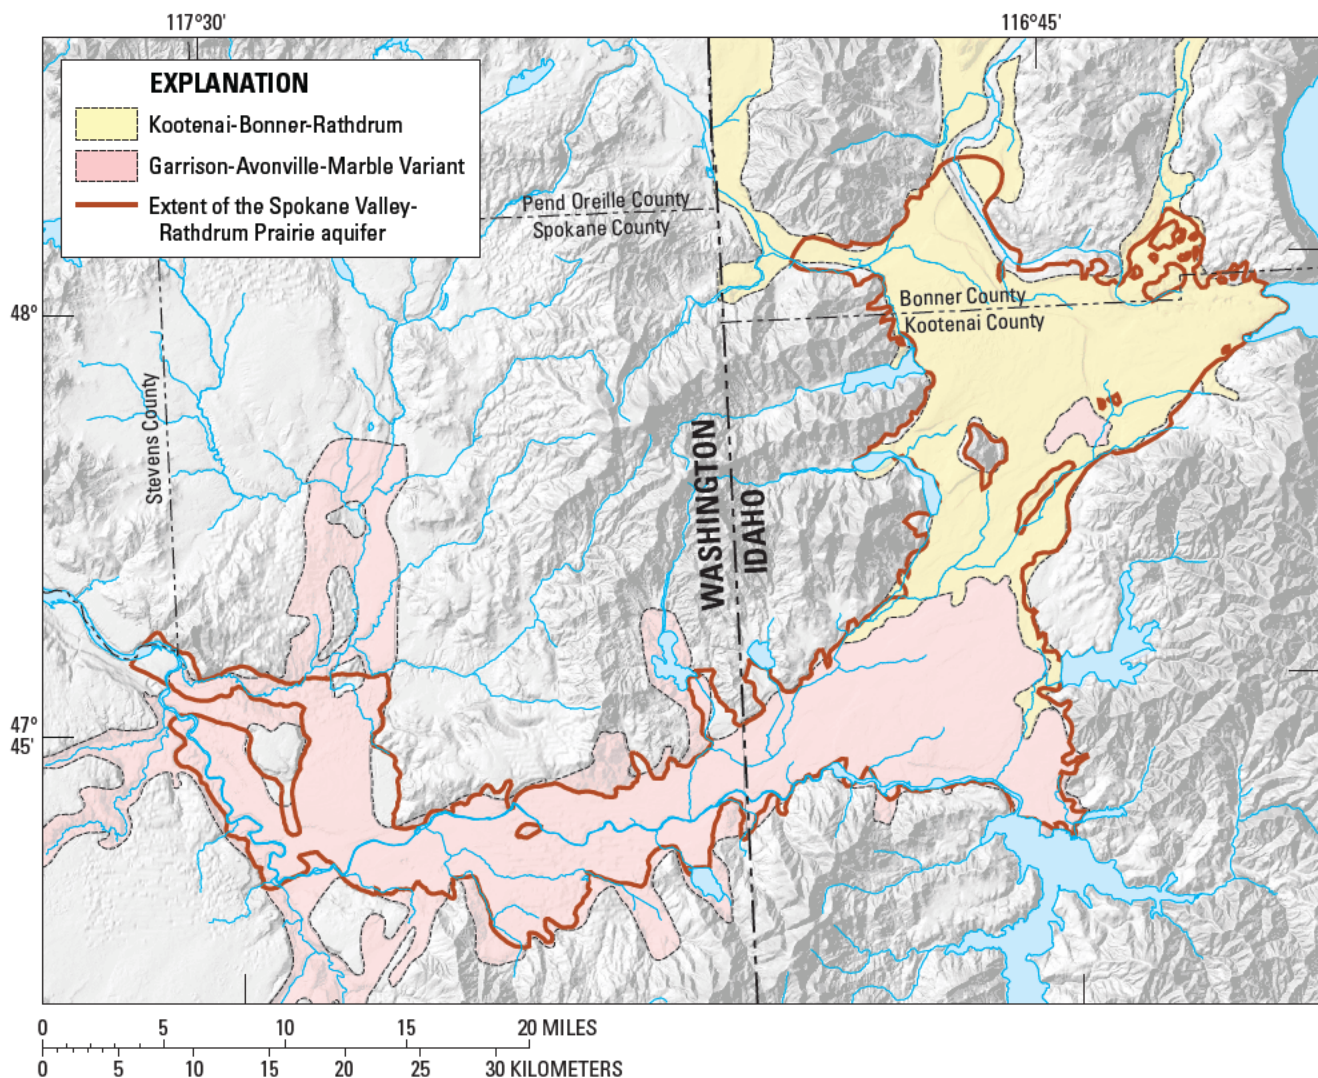 117°30'
116°45'
EXPLANATION
Kootenai-Bonner-Rathdrum
Garrison-Avonville-Marble Variant
Extent of the Spokane Valley-
Rathdrum Prairie aquifer
Pend Oreille County
Spokane County
Bonner County
Kootenai County
48°
Stevens County
WASHINGTON
IDAHO
47°
45'
0 5 10 15 20 MILES
0 5 10 15 20 25 30 KILOMETERS